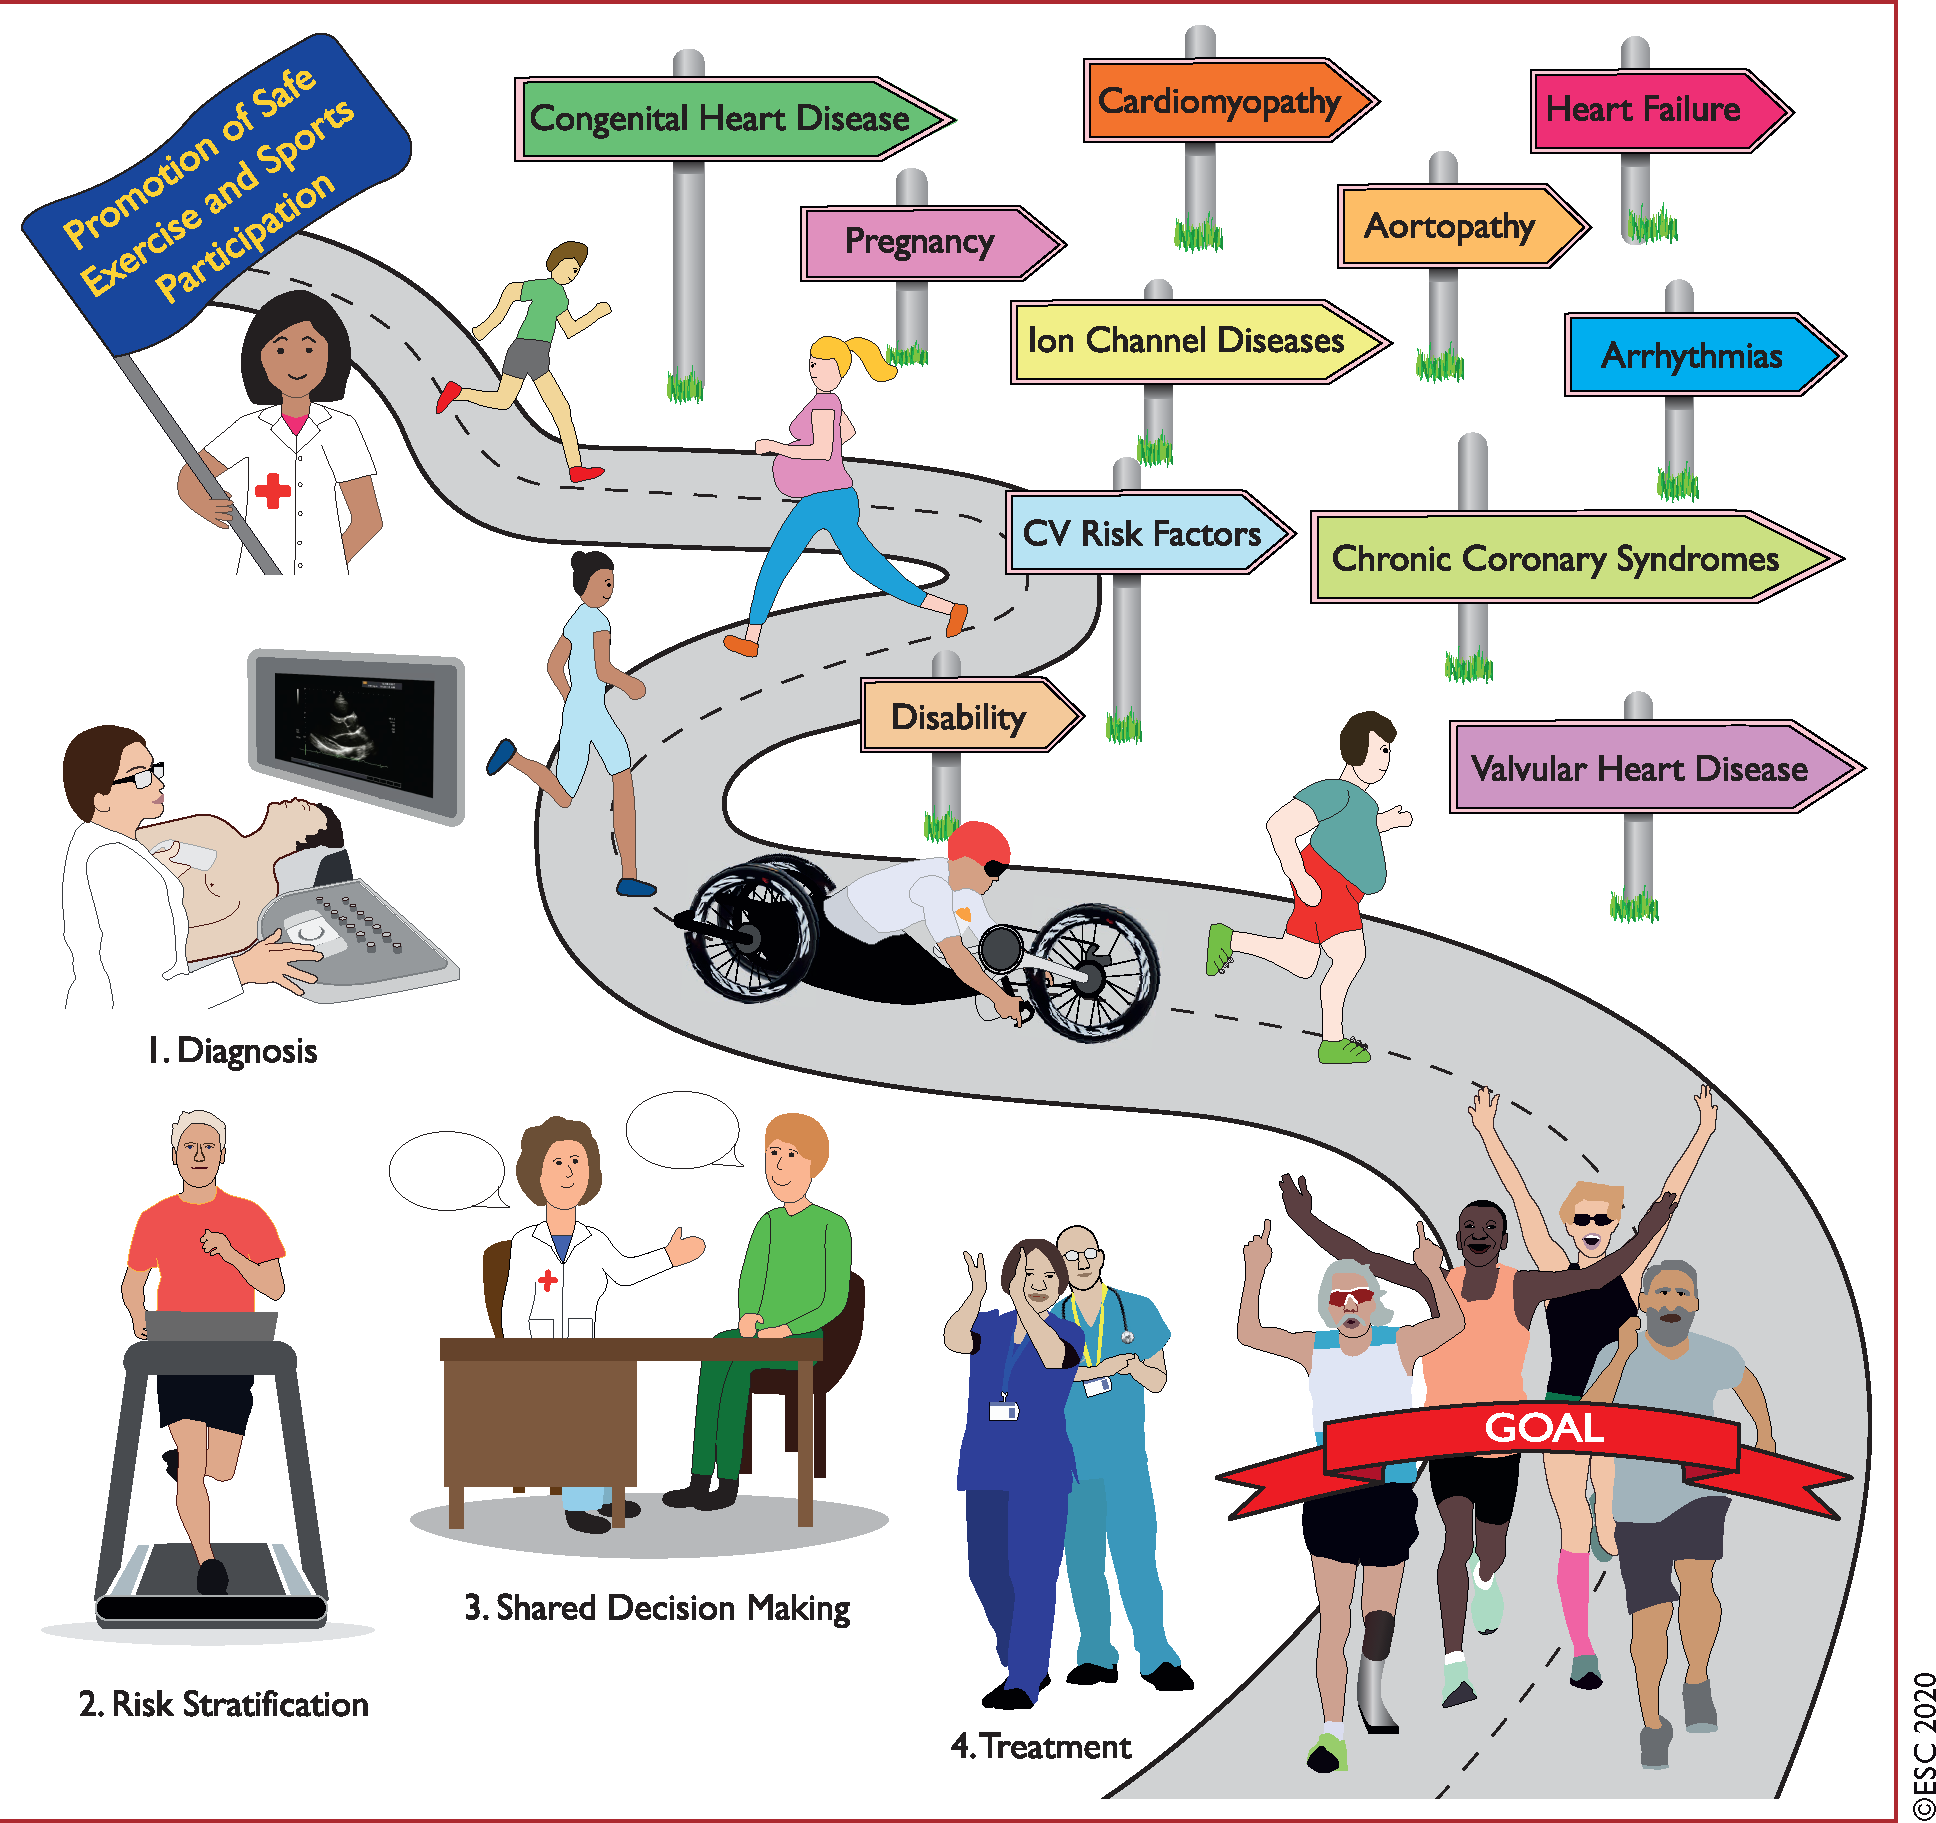 Promotion of Safe
Exercise and Sports
Participation
Congenital Heart Disease
Cardiomyopathy
Heart Failure
Pregnancy
Aortopathy
Ion Channel Diseases
Arrhythmias
CV Risk Factors
Chronic Coronary Syndromes
Disability
Valvular Heart Disease
1. Diagnosis
2. Risk Stratification
3. Shared Decision Making
4. Treatment
GOAL
©ESC 2020